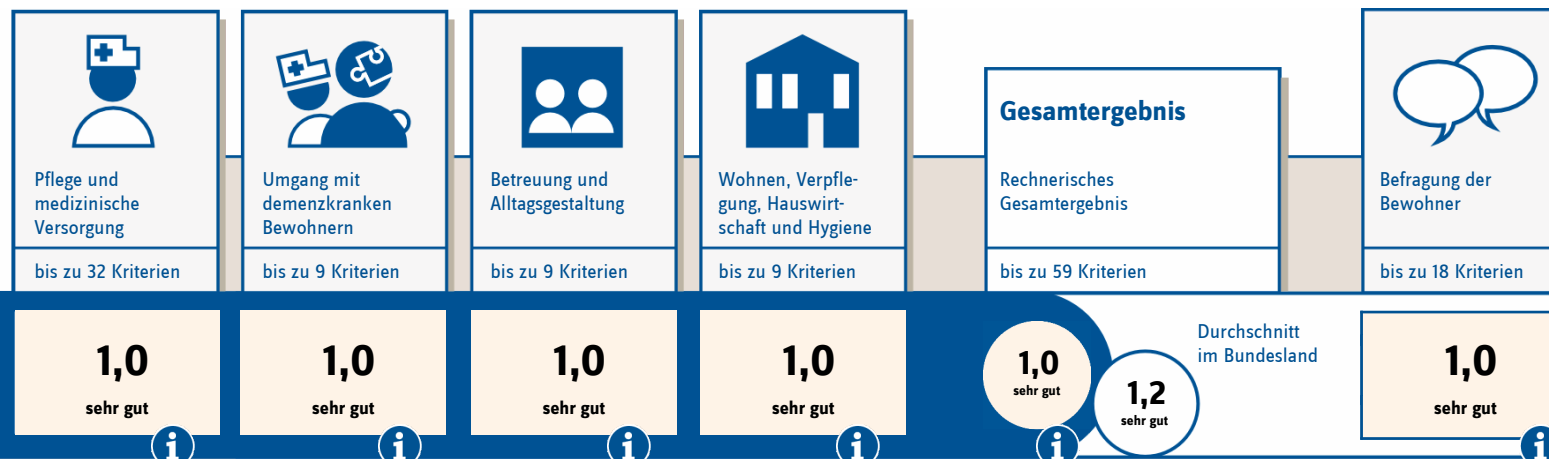 Pflege und
medizinische
Versorgung
bis zu 32 Kriterien
1,0
sehr gut
i
Umgang mit
demenzkranken
Bewohnern
bis zu 9 Kriterien
1,0
sehr gut
i
Betreuung und
Alltagsgestaltung
bis zu 9 Kriterien
1,0
sehr gut
i
Wohnen, Verpfle-
gung, Hauswirt-
schaft und Hygiene
bis zu 9 Kriterien
1,0
sehr gut
i
Gesamtergebnis
Rechnerisches
Gesamtergebnis
bis zu 59 Kriterien
1,0
sehr gut
i
Durchschnitt
im Bundesland
1,2
sehr gut
Befragung der
Bewohner
bis zu 18 Kriterien
1,0
sehr gut
i